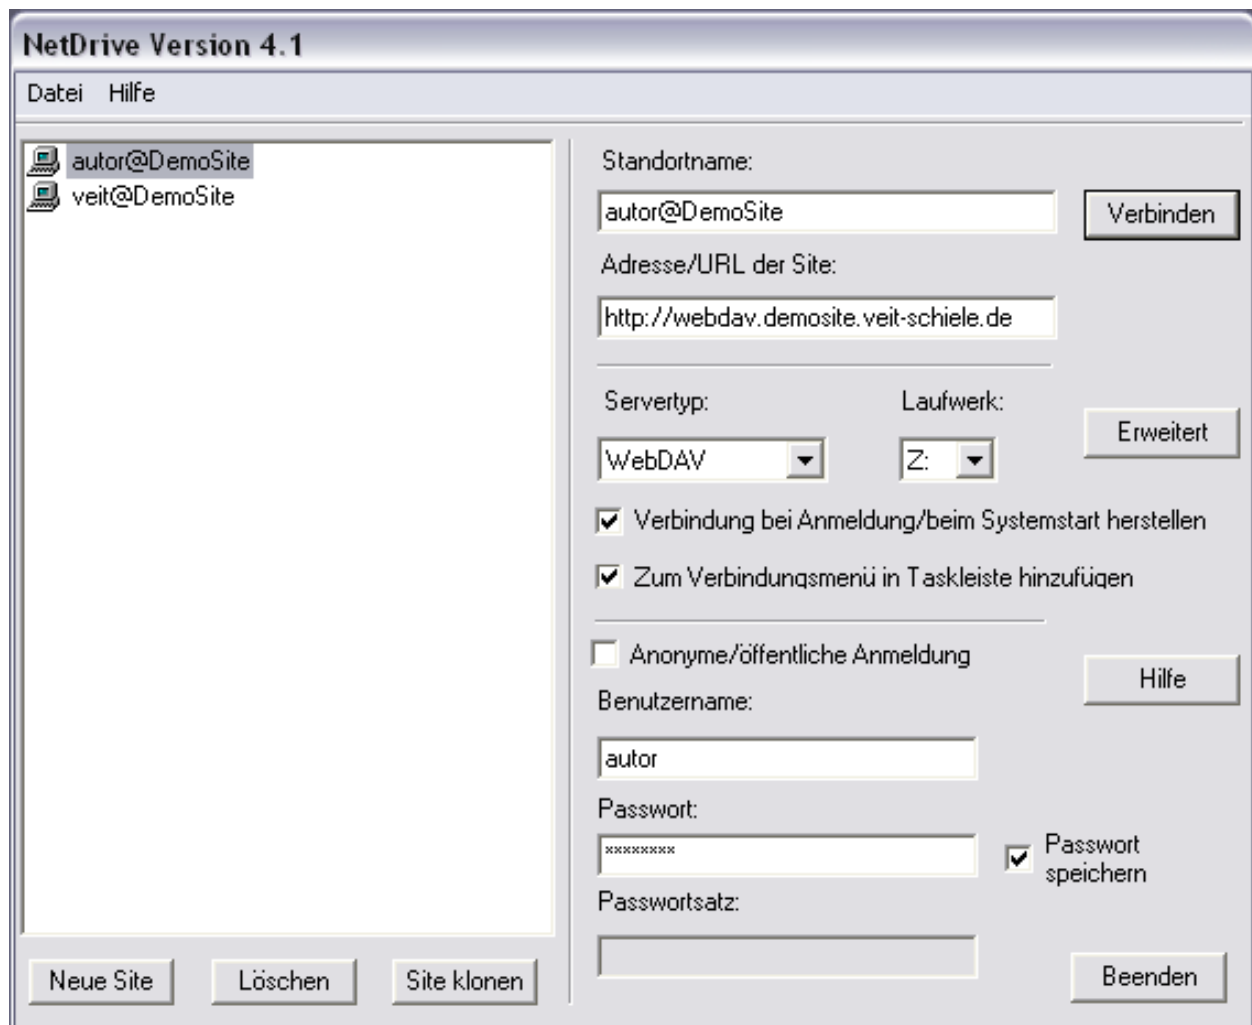 NetDrive Version 4.1
Datei Hilfe
autor@DemoSite
veit@DemoSite
Neue Site Löschen Site klonen
Standortname:
autor@DemoSite
Verbinden
Adresse/URL der Site:
http://webdav.demosite.veit-schiele.de
Servertyp: Laufwerk:
WebDAV Z:
Erweitert
Verbindung bei Anmeldung/beim Systemstart herstellen
Zum Verbindungsmenü in Taskleiste hinzufügen
Anonyme/öffentliche Anmeldung
Hilfe
Benutzername:
autor
Passwort:
xxxxxxxx
Passwort
speichern
Passwortsatz:
Beenden